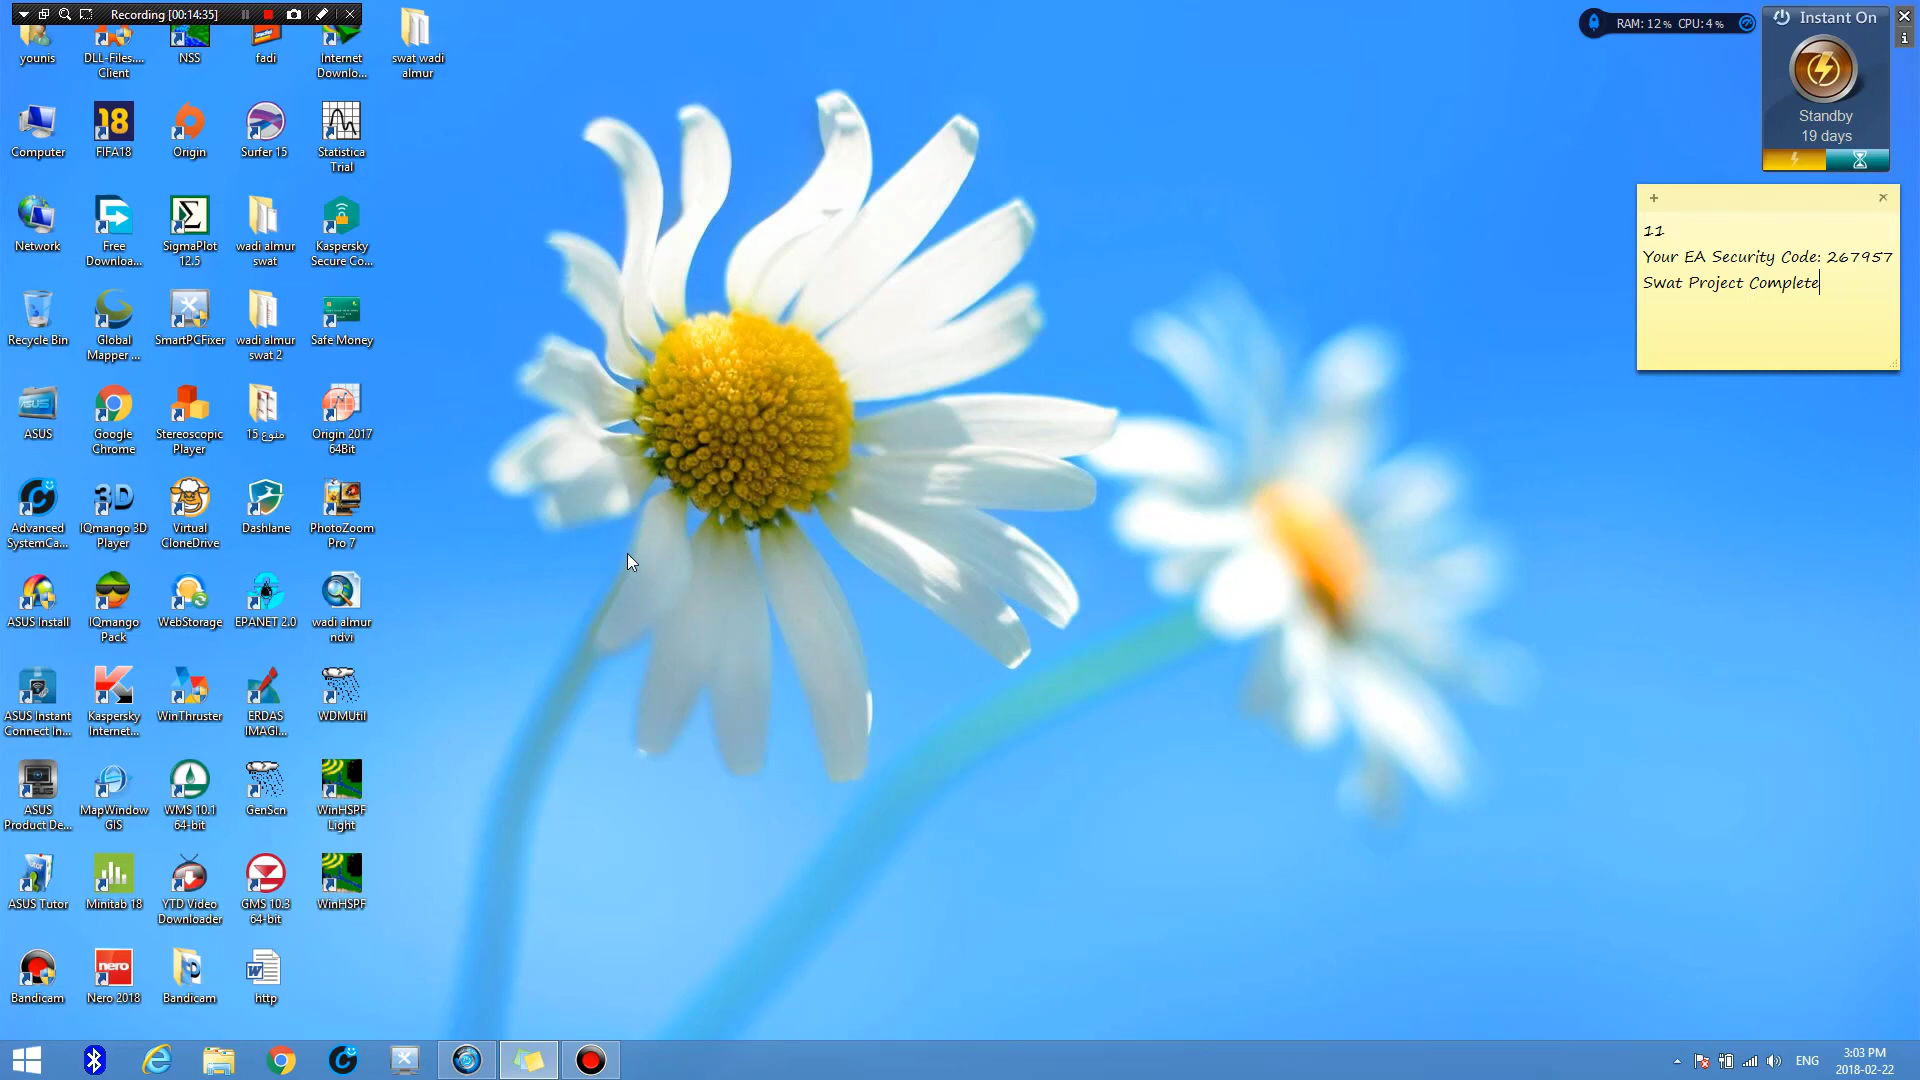 Recording [00:14:35]
younis
DLL-Files....
Client
NSS
fadi
Internet
Downlo...
swat wadi
almur
Computer
18
FIFA18
Origin
Surfer 15
Statistica
Trial
Network
Free
Downloa...
Σ
SigmaPlot
12.5
wadi almur
swat
Kaspersky
Secure Co...
Recycle Bin
Global
Mapper ...
SmartPCFixer
wadi almur
swat 2
Safe Money
ASUS
ASUS
Google
Chrome
Stereoscopic
Player
منوع 15
Origin 2017
64Bit
Advanced
SystemCa...
3D
IQmango 3D
Player
Virtual
CloneDrive
Dashlane
PhotoZoom
Pro 7
ASUS Install
IQmango
Pack
WebStorage
EPANET 2.0
wadi almur
ndvi
ASUS Instant
Connect In...
Kaspersky
Internet...
WinThruster
ERDAS
IMAGI...
WDMUtil
ASUS
Product De...
MapWindow
GIS
WMS 10.1
64-bit
GenScn
WinHSPF
Light
ASUS Tutor
Minitab 18
YTD Video
Downloader
GMS 10.3
64-bit
WinHSPF
Bandicam
nero
Nero 2018
Bandicam
http
RAM: 12 % CPU: 4 %
Instant On
Standby
19 days
11
Your EA Security Code: 267957
Swat Project Complete
ENG
3:03 PM
2018-02-22